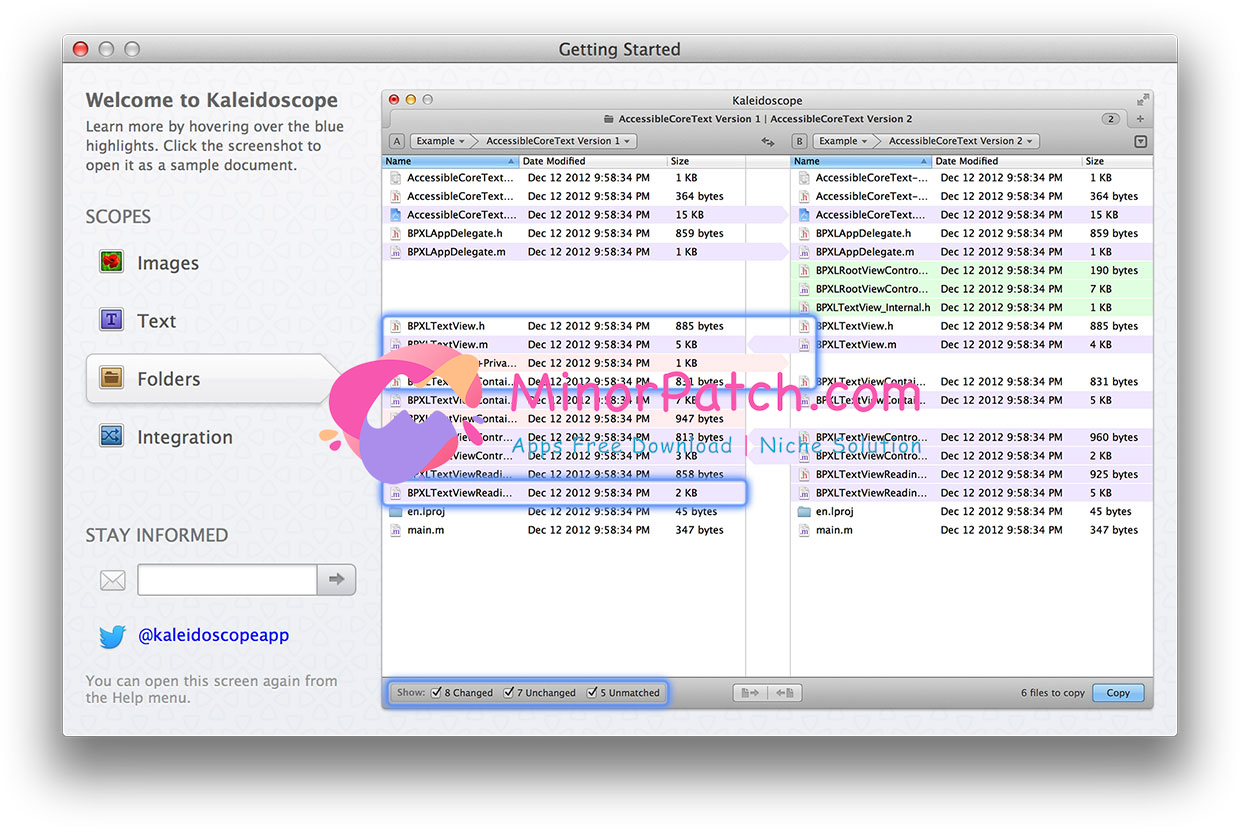 Getting Started
Welcome to Kaleidoscope
Learn more by hovering over the blue
highlights. Click the screenshot to
open it as a sample document.
SCOPES
Images
Text
Folders
Integration
STAY INFORMED
@kaleidoscopeapp
You can open this screen again from
the Help menu.
Kaleidoscope
AccessibleCoreText Version 1 | AccessibleCoreText Version 2
2
A Example AccessibleCoreText Version 1 B Example AccessibleCoreText Version 2
Name Date Modified Size Name Date Modified Size
AccessibleCoreText... Dec 12 2012 9:58:34 PM 1 KB AccessibleCoreText-... Dec 12 2012 9:58:34 PM 1 KB
AccessibleCoreText... Dec 12 2012 9:58:34 PM 364 bytes AccessibleCoreText-... Dec 12 2012 9:58:34 PM 364 bytes
AccessibleCoreText.... Dec 12 2012 9:58:34 PM 15 KB AccessibleCoreText.... Dec 12 2012 9:58:34 PM 15 KB
BPXLAppDelegate.h Dec 12 2012 9:58:34 PM 859 bytes BPXLAppDelegate.h Dec 12 2012 9:58:34 PM 859 bytes
BPXLAppDelegate.m Dec 12 2012 9:58:34 PM 1 KB BPXLAppDelegate.m Dec 12 2012 9:58:34 PM 1 KB
BPXLRootViewContro... Dec 12 2012 9:58:34 PM 190 bytes
BPXLRootViewContro... Dec 12 2012 9:58:34 PM 7 KB
BPXLTextView_Internal.h Dec 12 2012 9:58:34 PM 1 KB
BPXLTextView.h Dec 12 2012 9:58:34 PM 885 bytes BPXLTextView.h Dec 12 2012 9:58:34 PM 885 bytes
BPXLTextView.m Dec 12 2012 9:58:34 PM 5 KB BPXLTextView.m Dec 12 2012 9:58:34 PM 4 KB
+Priva... Dec 12 2012 9:58:34 PM 1 KB
Contai... Dec 12 2012 9:58:34 PM 831 bytes BPXLTextViewContai... Dec 12 2012 9:58:34 PM 831 bytes
BPXLTextViewContai... Dec 12 2012 9:58:34 PM 7 KB BPXLTextViewContai... Dec 12 2012 9:58:34 PM 5 KB
BPXLTextViewContai... Dec 12 2012 9:58:34 PM 947 bytes
Contr... Dec 12 2012 9:58:34 PM 813 bytes BPXLTextViewContro... Dec 12 2012 9:58:34 PM 960 bytes
Contr... Dec 12 2012 9:58:34 PM 3 KB BPXLTextViewContro... Dec 12 2012 9:58:34 PM 2 KB
BPXLTextViewReadi... Dec 12 2012 9:58:34 PM 858 bytes BPXLTextViewReadin... Dec 12 2012 9:58:34 PM 925 bytes
BPXLTextViewReadi... Dec 12 2012 9:58:34 PM 2 KB BPXLTextViewReadin... Dec 12 2012 9:58:34 PM 5 KB
en.lproj Dec 12 2012 9:58:34 PM 45 bytes en.lproj Dec 12 2012 9:58:34 PM 45 bytes
main.m Dec 12 2012 9:58:34 PM 347 bytes main.m Dec 12 2012 9:58:34 PM 347 bytes
MinorPatch.com
Apps Free Download | Niche Solution
Show: 8 Changed 7 Unchanged 5 Unmatched 6 files to copy Copy